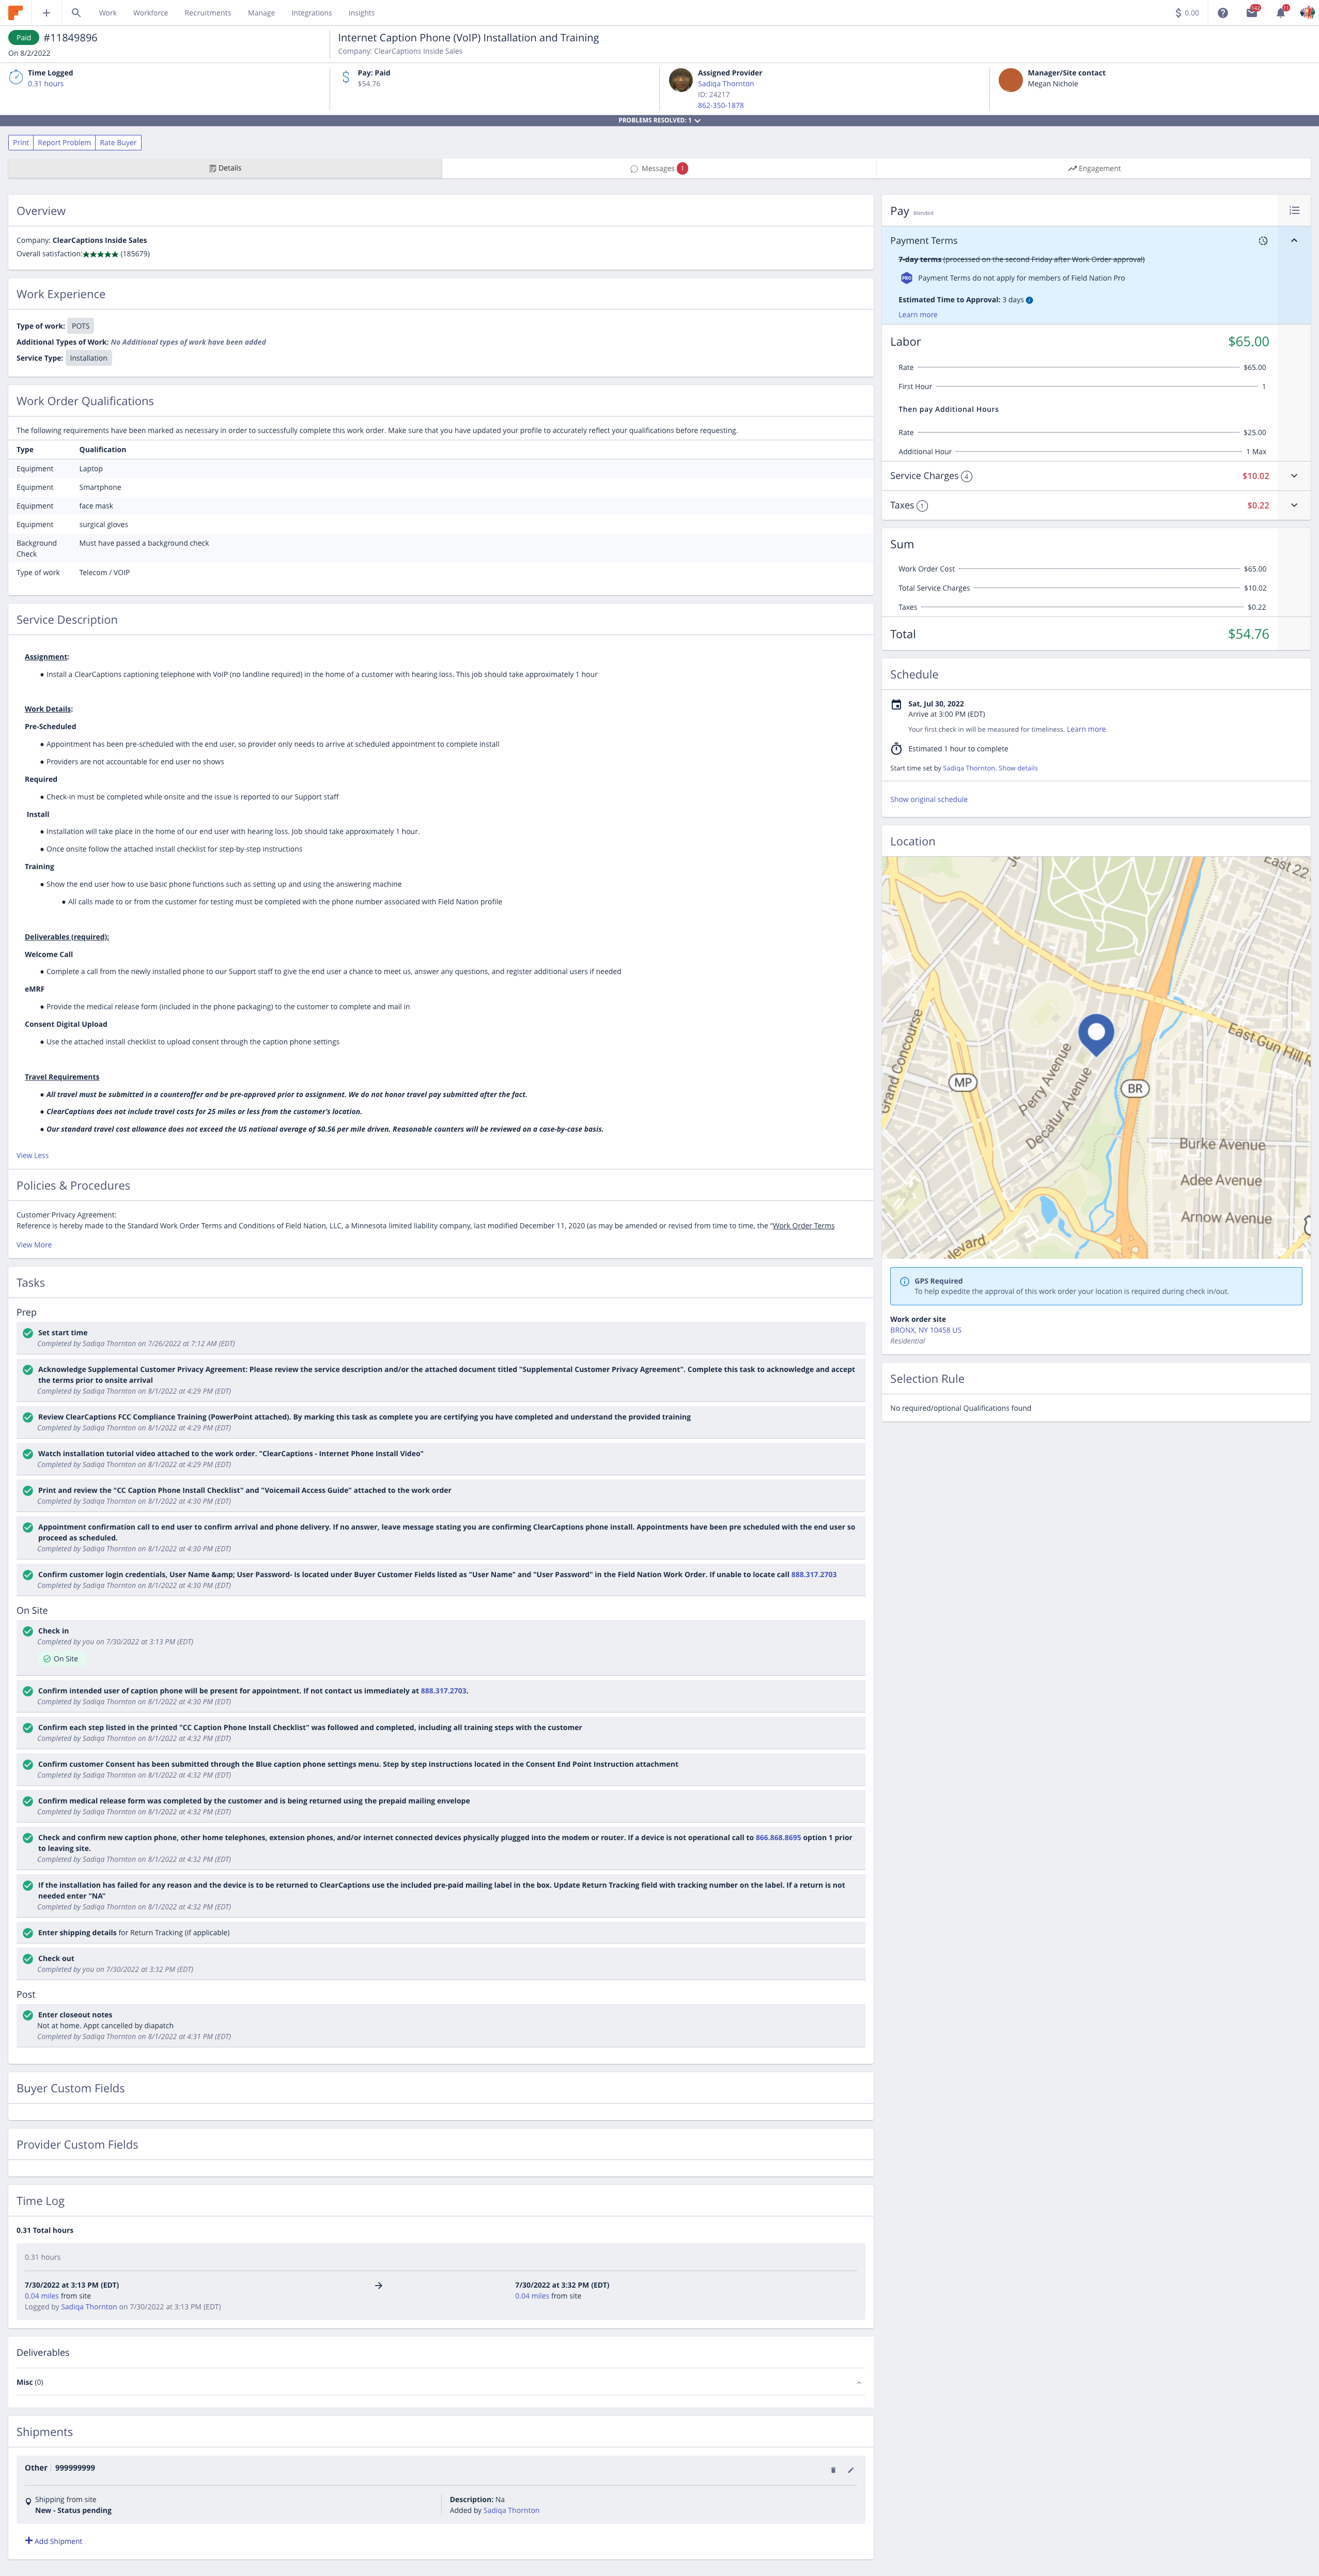 Work Workforce Recruitments Manage Integrations Insights 0.00 142 11
Paid #11849896
On 8/2/2022
Internet Caption Phone (VoIP) Installation and Training
Company: ClearCaptions Inside Sales
Time Logged
0.31 hours
Pay: Paid
$54.76
Assigned Provider
Sadiqa Thornton
ID: 24217
862-350-1878
Manager/Site contact
Megan Nichole
PROBLEMS RESOLVED: 1
Print Report Problem Rate Buyer
Details Messages 1 Engagement
Overview
Company: ClearCaptions Inside Sales
Overall satisfaction:★★★★★ (185679)
Work Experience
Type of work: POTS
Additional Types of Work: No Additional types of work have been added
Service Type: Installation
Work Order Qualifications
The following requirements have been marked as necessary in order to successfully complete this work order. Make sure that you have updated your profile to accurately reflect your qualifications before requesting.
Type Qualification
Equipment Laptop
Equipment Smartphone
Equipment face mask
Equipment surgical gloves
Background Check Must have passed a background check
Type of work Telecom / VOIP
Service Description
Assignment:
• Install a ClearCaptions captioning telephone with VoIP (no landline required) in the home of a customer with hearing loss. This job should take approximately 1 hour
Work Details:
Pre-Scheduled
• Appointment has been pre-scheduled with the end user, so provider only needs to arrive at scheduled appointment to complete install
• Providers are not accountable for end user no shows
Required
• Check-in must be completed while onsite and the issue is reported to our Support staff
Install
• Installation will take place in the home of our end user with hearing loss. Job should take approximately 1 hour.
• Once onsite follow the attached install checklist for step-by-step instructions
Training
• Show the end user how to use basic phone functions such as setting up and using the answering machine
• All calls made to or from the customer for testing must be completed with the phone number associated with Field Nation profile
Deliverables (required):
Welcome Call
• Complete a call from the newly installed phone to our Support staff to give the end user a chance to meet us, answer any questions, and register additional users if needed
eMRF
• Provide the medical release form (included in the phone packaging) to the customer to complete and mail in
Consent Digital Upload
• Use the attached install checklist to upload consent through the caption phone settings
Travel Requirements
• All travel must be submitted in a counteroffer and be pre-approved prior to assignment. We do not honor travel pay submitted after the fact.
• ClearCaptions does not include travel costs for 25 miles or less from the customer's location.
• Our standard travel cost allowance does not exceed the US national average of $0.56 per mile driven. Reasonable counters will be reviewed on a case-by-case basis.
View Less
Policies & Procedures
Customer Privacy Agreement:
Reference is hereby made to the Standard Work Order Terms and Conditions of Field Nation, LLC, a Minnesota limited liability company, last modified December 11, 2020 (as may be amended or revised from time to time, the "Work Order Terms
View More
Tasks
Prep
Set start time
Completed by Sadiqa Thornton on 7/26/2022 at 7:12 AM (EDT)
Acknowledge Supplemental Customer Privacy Agreement: Please review the service description and/or the attached document titled "Supplemental Customer Privacy Agreement". Complete this task to acknowledge and accept
the terms prior to onsite arrival
Completed by Sadiqa Thornton on 8/1/2022 at 4:29 PM (EDT)
Review ClearCaptions FCC Compliance Training (PowerPoint attached). By marking this task as complete you are certifying you have completed and understand the provided training
Completed by Sadiqa Thornton on 8/1/2022 at 4:29 PM (EDT)
Watch installation tutorial video attached to the work order. "ClearCaptions - Internet Phone Install Video"
Completed by Sadiqa Thornton on 8/1/2022 at 4:29 PM (EDT)
Print and review the "CC Caption Phone Install Checklist" and "Voicemail Access Guide" attached to the work order
Completed by Sadiqa Thornton on 8/1/2022 at 4:30 PM (EDT)
Appointment confirmation call to end user to confirm arrival and phone delivery. If no answer, leave message stating you are confirming ClearCaptions phone install. Appointments have been pre scheduled with the end user so
proceed as scheduled.
Completed by Sadiqa Thornton on 8/1/2022 at 4:30 PM (EDT)
Confirm customer login credentials, User Name &amp; User Password- Is located under Buyer Customer Fields listed as "User Name" and "User Password" in the Field Nation Work Order. If unable to locate call 888.317.2703
Completed by Sadiqa Thornton on 8/1/2022 at 4:30 PM (EDT)
On Site
Check in
Completed by you on 7/30/2022 at 3:13 PM (EDT)
On Site
Confirm intended user of caption phone will be present for appointment. If not contact us immediately at 888.317.2703.
Completed by Sadiqa Thornton on 8/1/2022 at 4:30 PM (EDT)
Confirm each step listed in the printed "CC Caption Phone Install Checklist" was followed and completed, including all training steps with the customer
Completed by Sadiqa Thornton on 8/1/2022 at 4:32 PM (EDT)
Confirm customer Consent has been submitted through the Blue caption phone settings menu. Step by step instructions located in the Consent End Point Instruction attachment
Completed by Sadiqa Thornton on 8/1/2022 at 4:32 PM (EDT)
Confirm medical release form was completed by the customer and is being returned using the prepaid mailing envelope
Completed by Sadiqa Thornton on 8/1/2022 at 4:32 PM (EDT)
Check and confirm new caption phone, other home telephones, extension phones, and/or internet connected devices physically plugged into the modem or router. If a device is not operational call to 866.868.8695 option 1 prior
to leaving site.
Completed by Sadiqa Thornton on 8/1/2022 at 4:32 PM (EDT)
If the installation has failed for any reason and the device is to be returned to ClearCaptions use the included pre-paid mailing label in the box. Update Return Tracking field with tracking number on the label. If a return is not
needed enter "NA"
Completed by Sadiqa Thornton on 8/1/2022 at 4:32 PM (EDT)
Enter shipping details for Return Tracking (if applicable)
Check out
Completed by you on 7/30/2022 at 3:32 PM (EDT)
Post
Enter closeout notes
Not at home. Appt cancelled by diapatch
Completed by Sadiqa Thornton on 8/1/2022 at 4:31 PM (EDT)
Buyer Custom Fields
Provider Custom Fields
Time Log
0.31 Total hours
0.31 hours
7/30/2022 at 3:13 PM (EDT) 7/30/2022 at 3:32 PM (EDT)
0.04 miles from site 0.04 miles from site
Logged by Sadiqa Thornton on 7/30/2022 at 3:13 PM (EDT)
Deliverables
Misc (0)
Shipments
Other 999999999
Shipping from site
New - Status pending
Description: Na
Added by Sadiqa Thornton
Add Shipment
Pay Blended
Payment Terms
7-day terms (processed on the second Friday after Work Order approval)
PRO Payment Terms do not apply for members of Field Nation Pro
Estimated Time to Approval: 3 days
Learn more
Labor $65.00
Rate $65.00
First Hour 1
Then pay Additional Hours
Rate $25.00
Additional Hour 1 Max
Service Charges 4 $10.02
Taxes 1 $0.22
Sum
Work Order Cost $65.00
Total Service Charges $10.02
Taxes $0.22
Total $54.76
Schedule
Sat, Jul 30, 2022
Arrive at 3:00 PM (EDT)
Your first check in will be measured for timeliness. Learn more
Estimated 1 hour to complete
Start time set by Sadiqa Thornton. Show details
Show original schedule
Location
East 22
Grand Concourse
East Gun Hill R
MP
Perry Avenue
Decatur Avenue
BR
Burke Avenue
Adee Avenue
Arnow Avenue
levard
GPS Required
To help expedite the approval of this work order your location is required during check in/out.
Work order site
BRONX, NY 10458 US
Residential
Selection Rule
No required/optional Qualifications found